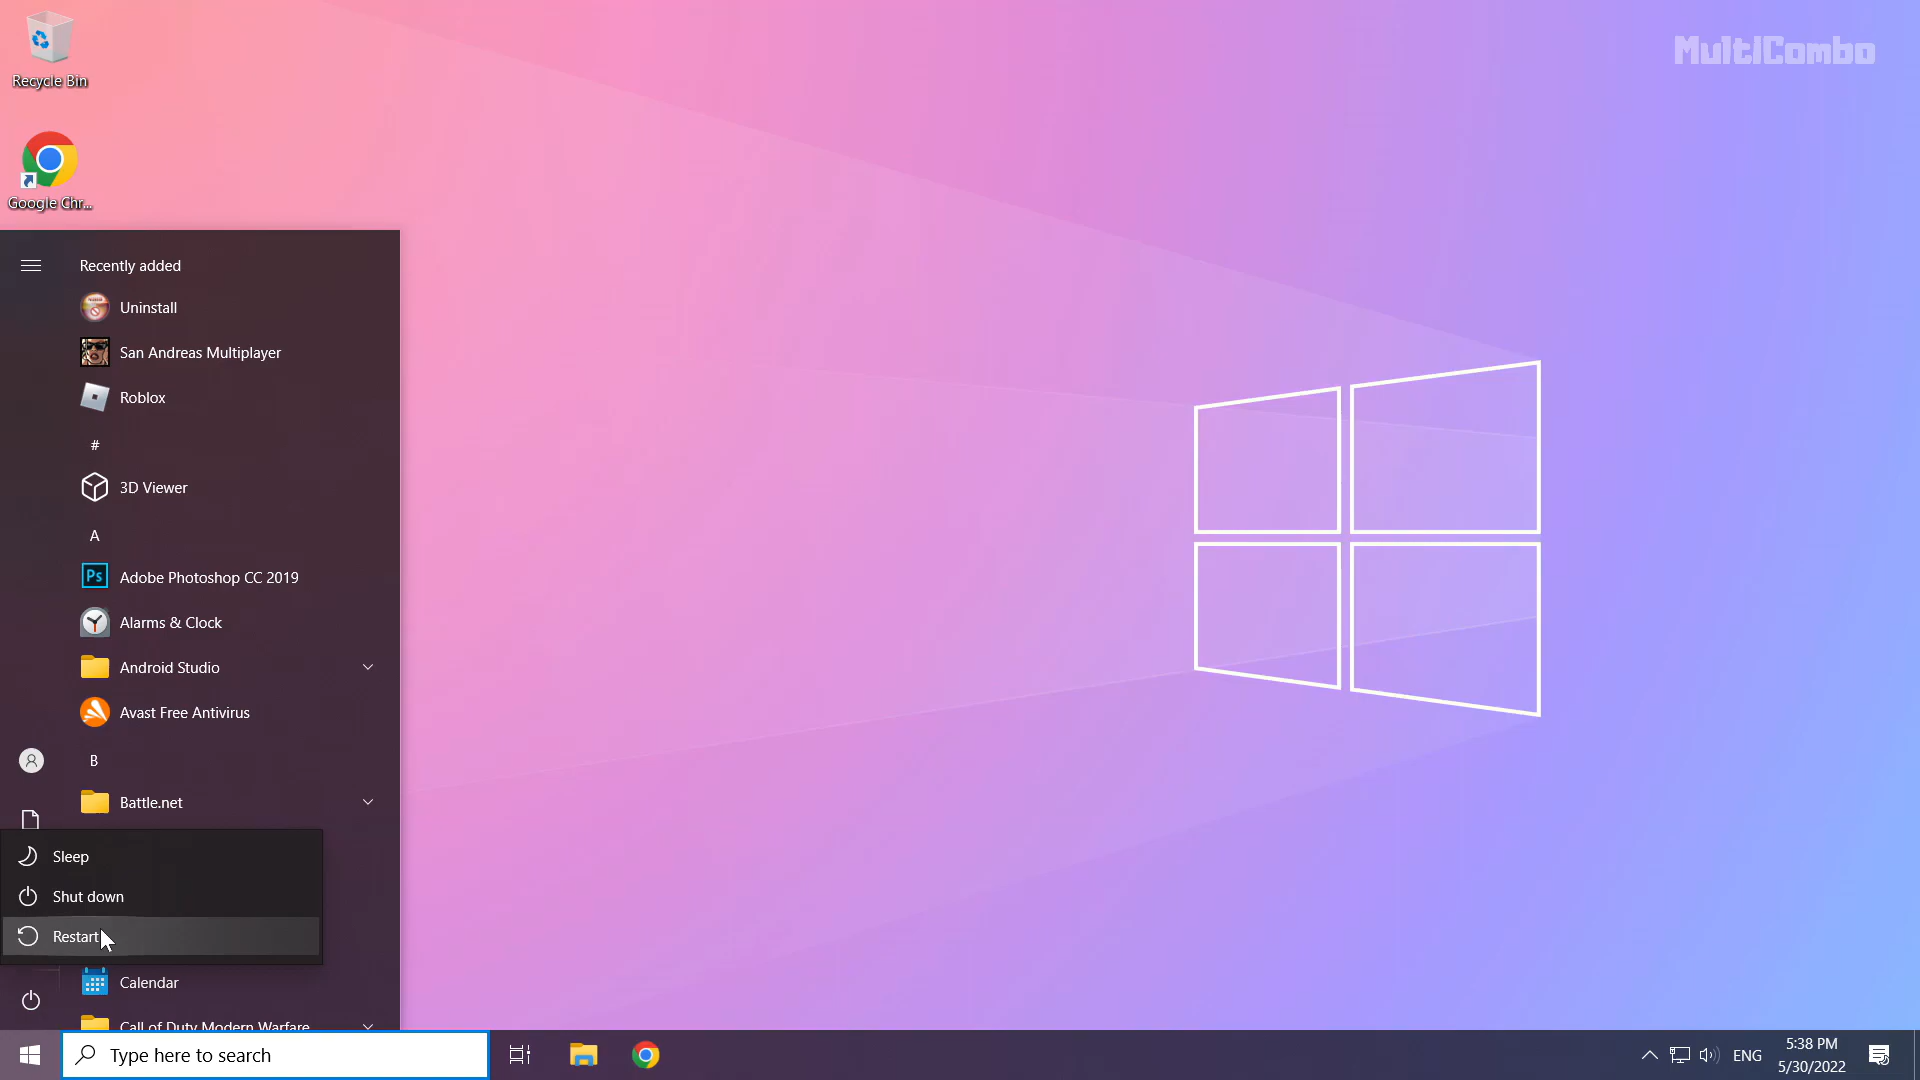 MultiCombo
Recycle Bin
Google Chr...
Recently added
Uninstall
San Andreas Multiplayer
Roblox
#
3D Viewer
A
Ps
Adobe Photoshop CC 2019
Alarms & Clock
Android Studio
Avast Free Antivirus
B
Battle.net
Sleep
Shut down
Restart
Calendar
Call of Duty Modern Warfare
Type here to search
ENG
5:38 PM
5/30/2022